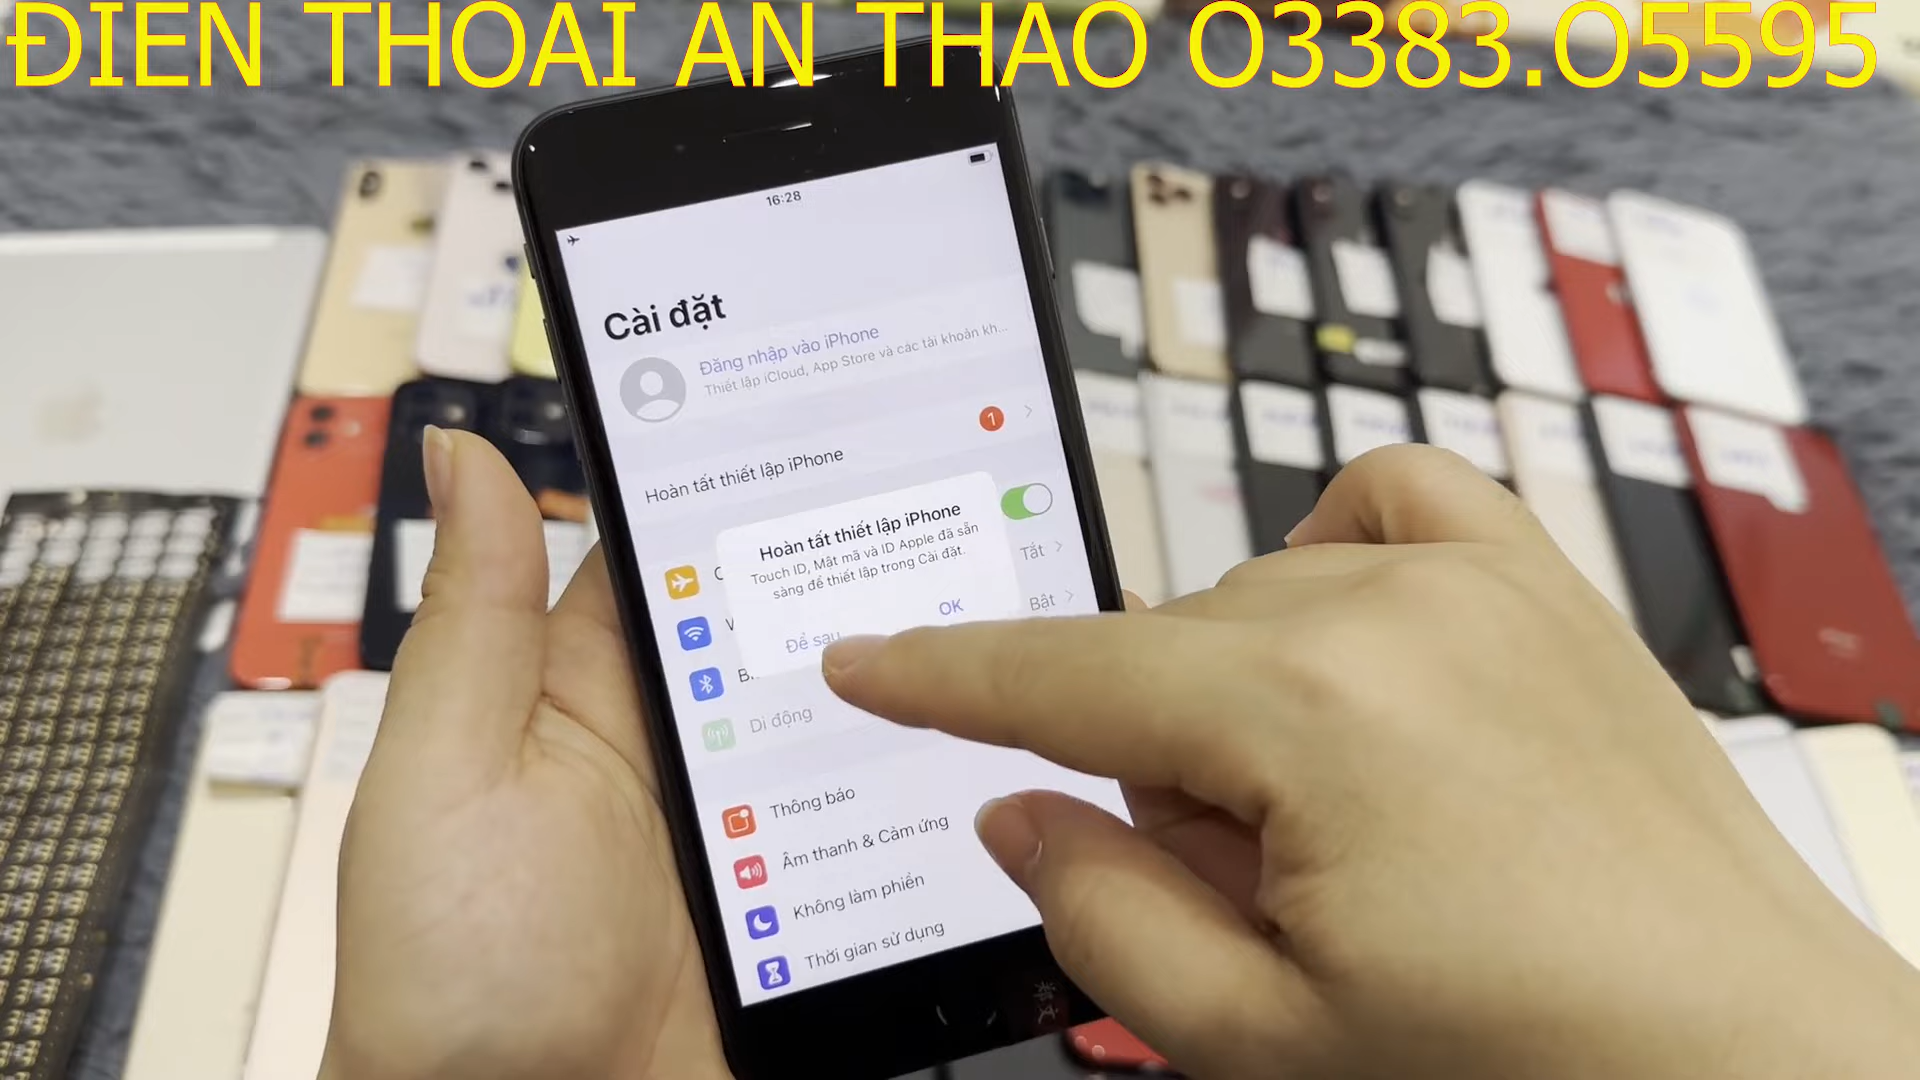 ĐIEN THOAI AN THAO O3383.O5595
16:28
Cài đặt
Đăng nhập vào iPhone
Thiết lập iCloud, App Store và các tài khoản kh...
Hoàn tất thiết lập iPhone
1
Hoàn tất thiết lập iPhone
Touch ID, Mật mã và ID Apple đã sẵn
sàng để thiết lập trong Cài đặt.
Để sau
OK
Tắt
Bật
Di động
Thông báo
Âm thanh & Cảm ứng
Không làm phiền
Thời gian sử dụng